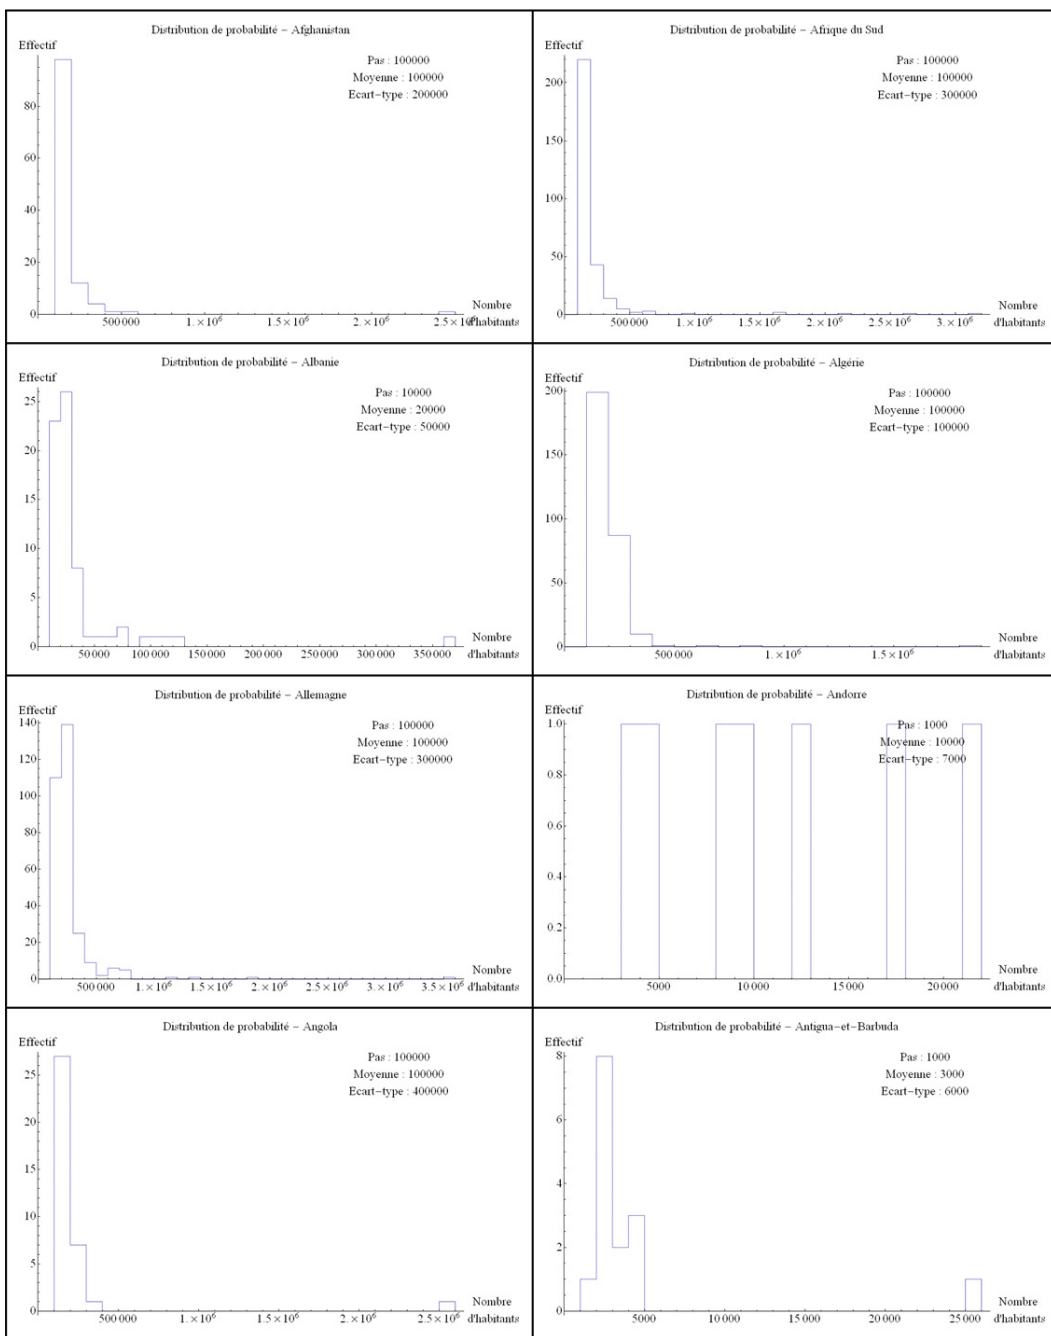 Distribution de probabilité − Afghanistan
Effectif
Pas : 100000
Moyenne : 100000
Ecart−type : 200000
80
60
40
20
0
500000 1.×10⁶ 1.5×10⁶ 2.×10⁶ 2.5×10⁶
Nombre
d'habitants
Distribution de probabilité − Afrique du Sud
Effectif
Pas : 100000
Moyenne : 100000
Ecart−type : 300000
200
150
100
50
0
500000 1.×10⁶ 1.5×10⁶ 2.×10⁶ 2.5×10⁶ 3.×10⁶
Nombre
d'habitants
Distribution de probabilité − Albanie
Effectif
Pas : 10000
Moyenne : 20000
Ecart−type : 50000
25
20
15
10
5
0
50000 100000 150000 200000 250000 300000 350000
Nombre
d'habitants
Distribution de probabilité − Algérie
Effectif
Pas : 100000
Moyenne : 100000
Ecart−type : 100000
200
150
100
50
0
500000 1.×10⁶ 1.5×10⁶
Nombre
d'habitants
Distribution de probabilité − Allemagne
Effectif
Pas : 100000
Moyenne : 100000
Ecart−type : 300000
140
120
100
80
60
40
20
0
500000 1.×10⁶ 1.5×10⁶ 2.×10⁶ 2.5×10⁶ 3.×10⁶ 3.5×10⁶
Nombre
d'habitants
Distribution de probabilité − Andorre
Effectif
Pas : 1000
Moyenne : 10000
Ecart−type : 7000
1.0
0.8
0.6
0.4
0.2
0.0
5000 10000 15000 20000
Nombre
d'habitants
Distribution de probabilité − Angola
Effectif
Pas : 100000
Moyenne : 100000
Ecart−type : 400000
25
20
15
10
5
0
500000 1.×10⁶ 1.5×10⁶ 2.×10⁶ 2.5×10⁶
Nombre
d'habitants
Distribution de probabilité − Antigua−et−Barbuda
Effectif
Pas : 1000
Moyenne : 3000
Ecart−type : 6000
8
6
4
2
0
5000 10000 15000 20000 25000
Nombre
d'habitants